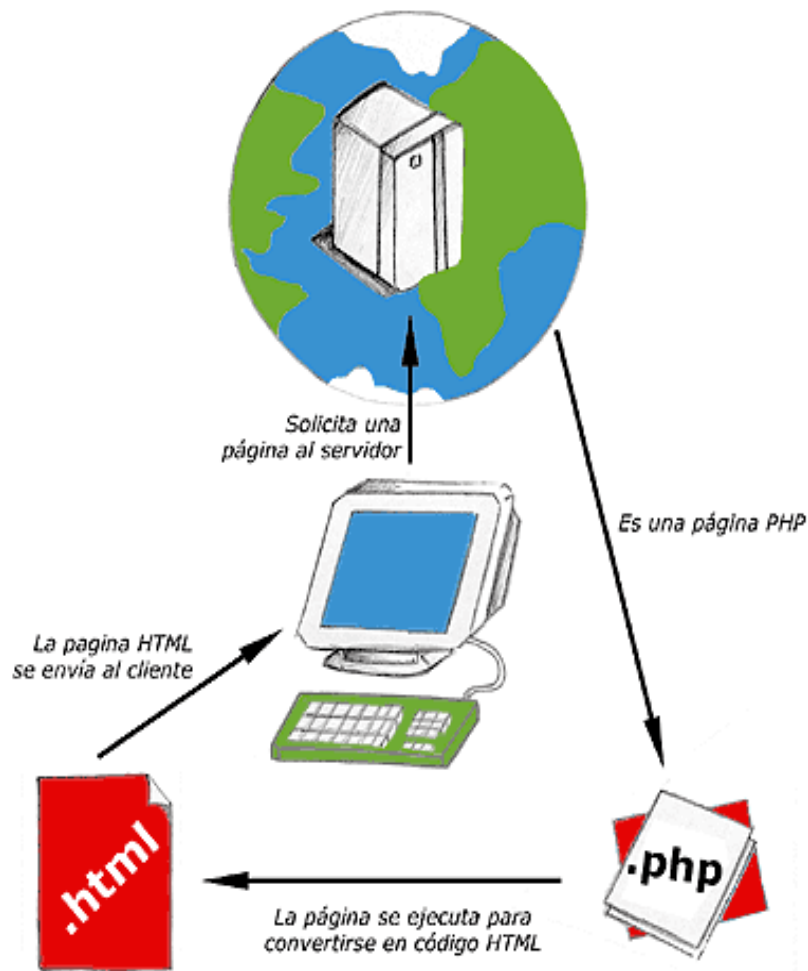 Solicita una
página al servidor
Es una página PHP
La pagina HTML
se envía al cliente
.html
.php
La página se ejecuta para
convertirse en código HTML